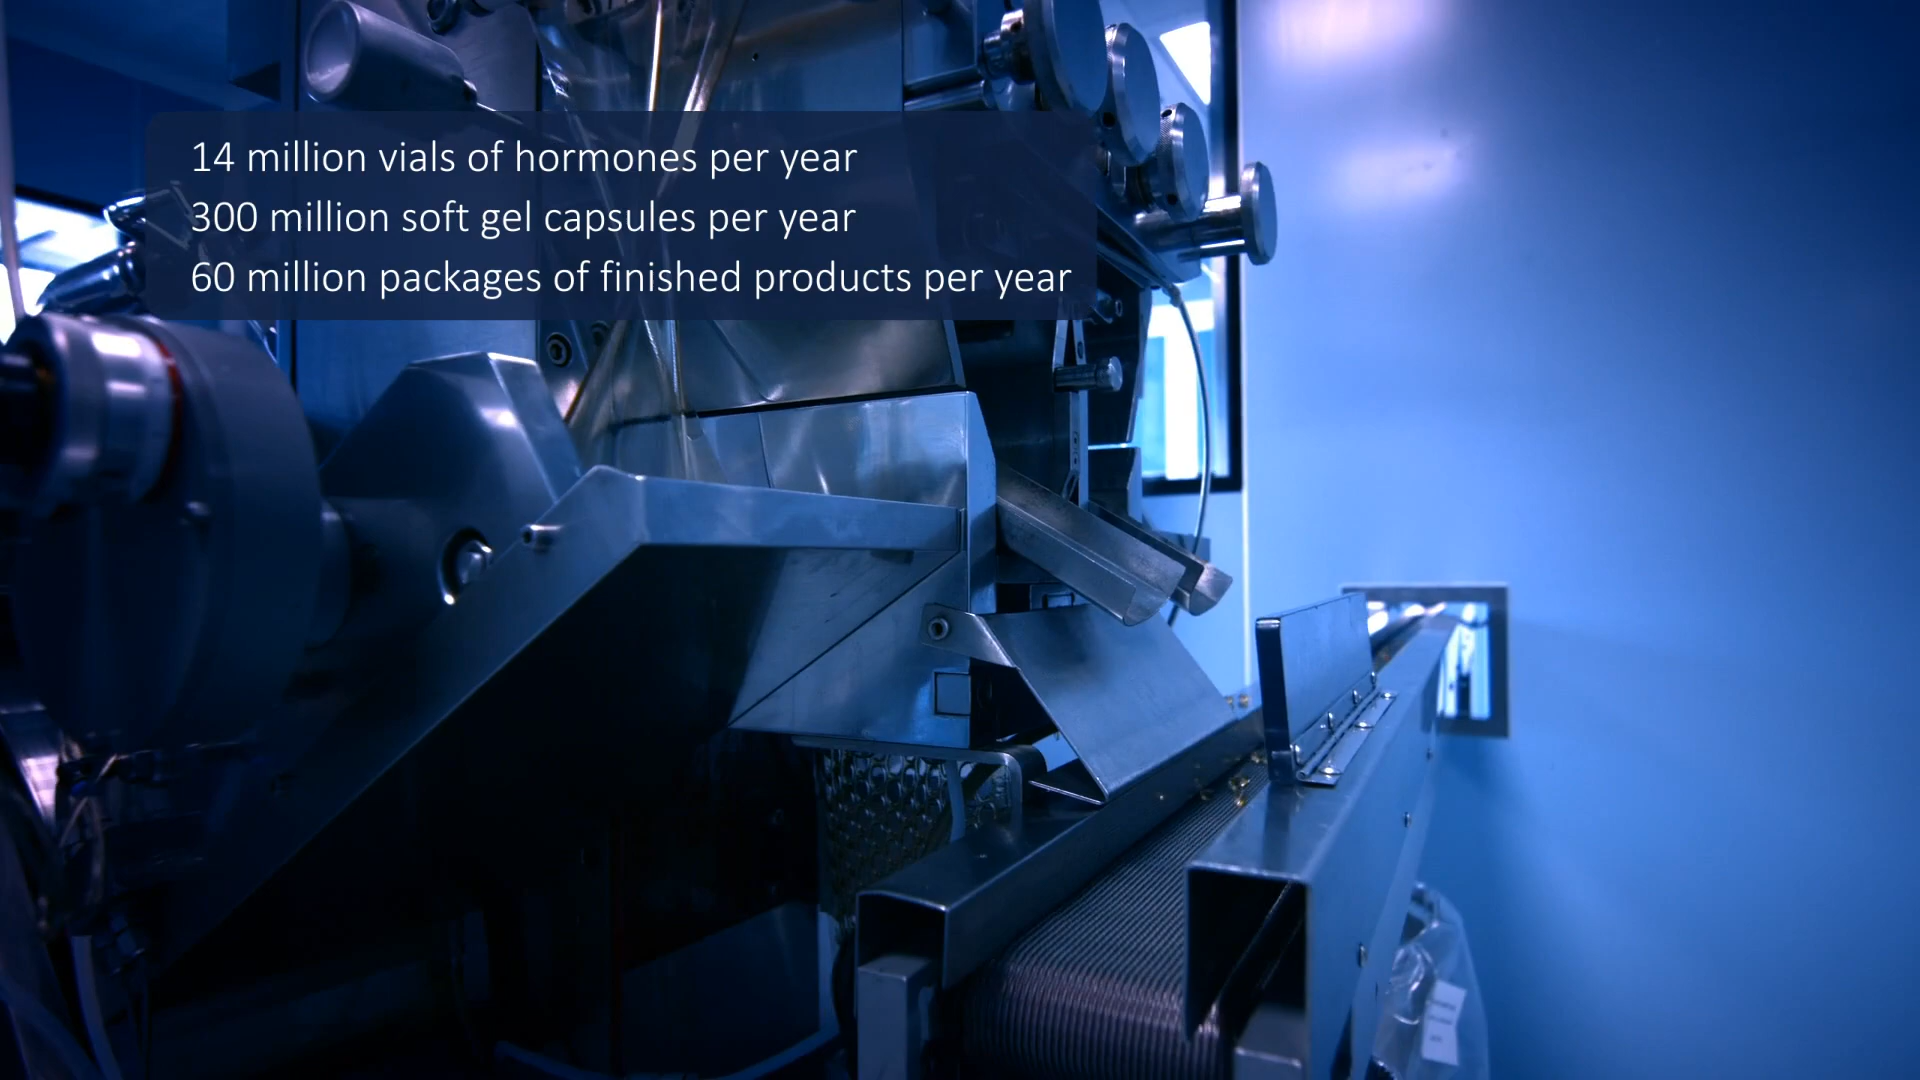 14 million vials of hormones per year
300 million soft gel capsules per year
60 million packages of finished products per year